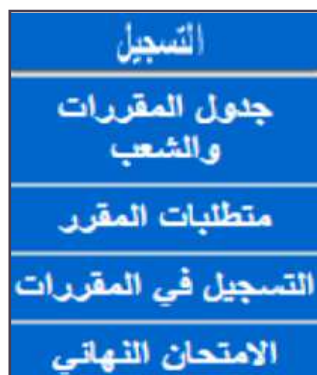 التسجيل
جدول المقررات
والشعب
متطلبات المقرر
التسجيل في المقررات
الامتحان النهائي